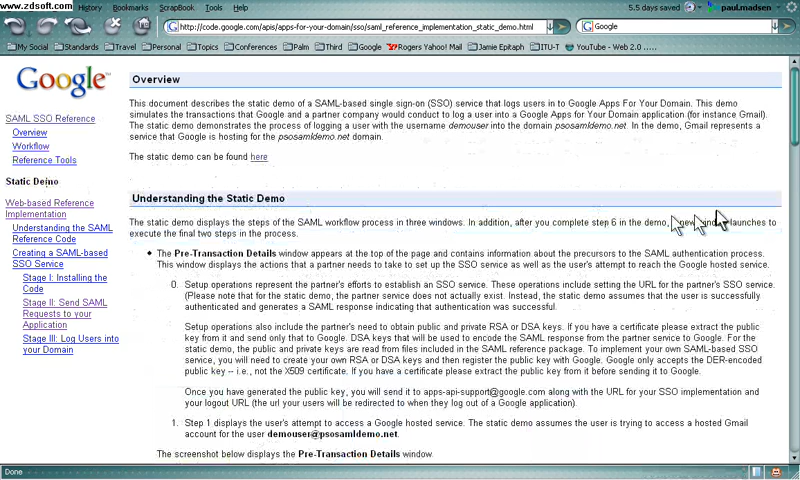 www.zdsoft.com History Bookmarks ScrapBook Tools Help 5.5 days saved paul.madsen
http://code.google.com/apis/apps-for-your-domain/sso/saml_reference_implementation_static_demo.html Google
My Social Standards Travel Personal Topics Conferences Palm Third Google Rogers Yahoo! Mail Jamie Epitaph ITU-T YouTube - Web 2.0 .....
Google™
SAML SSO Reference
Overview
Workflow
Reference Tools
Static Demo
Web-based Reference
Implementation
Understanding the SAML
Reference Code
Creating a SAML-based
SSO Service
Stage I: Installing the
Code
Stage II: Send SAML
Requests to your
Application
Stage III: Log Users into
your Domain
Overview
This document describes the static demo of a SAML-based single sign-on (SSO) service that logs users in to Google Apps For Your Domain. This demo
simulates the transactions that Google and a partner company would conduct to log a user into a Google Apps for Your Domain application (for instance Gmail).
The static demo demonstrates the process of logging a user with the username demouser into the domain psosamldemo.net. In the demo, Gmail represents a
service that Google is hosting for the psosamldemo.net domain.
The static demo can be found here
Understanding the Static Demo
The static demo displays the steps of the SAML workflow process in three windows. In addition, after you complete step 6 in the demo, launches to
execute the final two steps in the process.
• The Pre-Transaction Details window appears at the top of the page and contains information about the precursors to the SAML authentication process.
This window displays the actions that a partner needs to take to set up the SSO service as well as the user's attempt to reach the Google hosted service.
0. Setup operations represent the partner's efforts to establish an SSO service. These operations include setting the URL for the partner's SSO service.
(Please note that for the static demo, the partner service does not actually exist. Instead, the static demo assumes that the user is successfully
authenticated and generates a SAML response indicating that authentication was successful.
Setup operations also include the partner's need to obtain public and private RSA or DSA keys. If you have a certificate please extract the public
key from it and send only that to Google. DSA keys that will be used to encode the SAML response from the partner service to Google. For the
static demo, the public and private keys are read from files included in the SAML reference package. To implement your own SAML-based SSO
service, you will need to create your own RSA or DSA keys and then register the public key with Google. Google only accepts the DER-encoded
public key -- i.e., not the X509 certificate. If you have a certificate please extract the public key from it before sending it to Google.
Once you have generated the public key, you will send it to apps-api-support@google.com along with the URL for your SSO implementation and
your logout URL (the url your users will be redirected to when they log out of a Google application).
1. Step 1 displays the user's attempt to access a Google hosted service. The static demo assumes the user is trying to access a hosted Gmail
account for the user demouser@psosamldemo.net.
The screenshot below displays the Pre-Transaction Details window.
Done